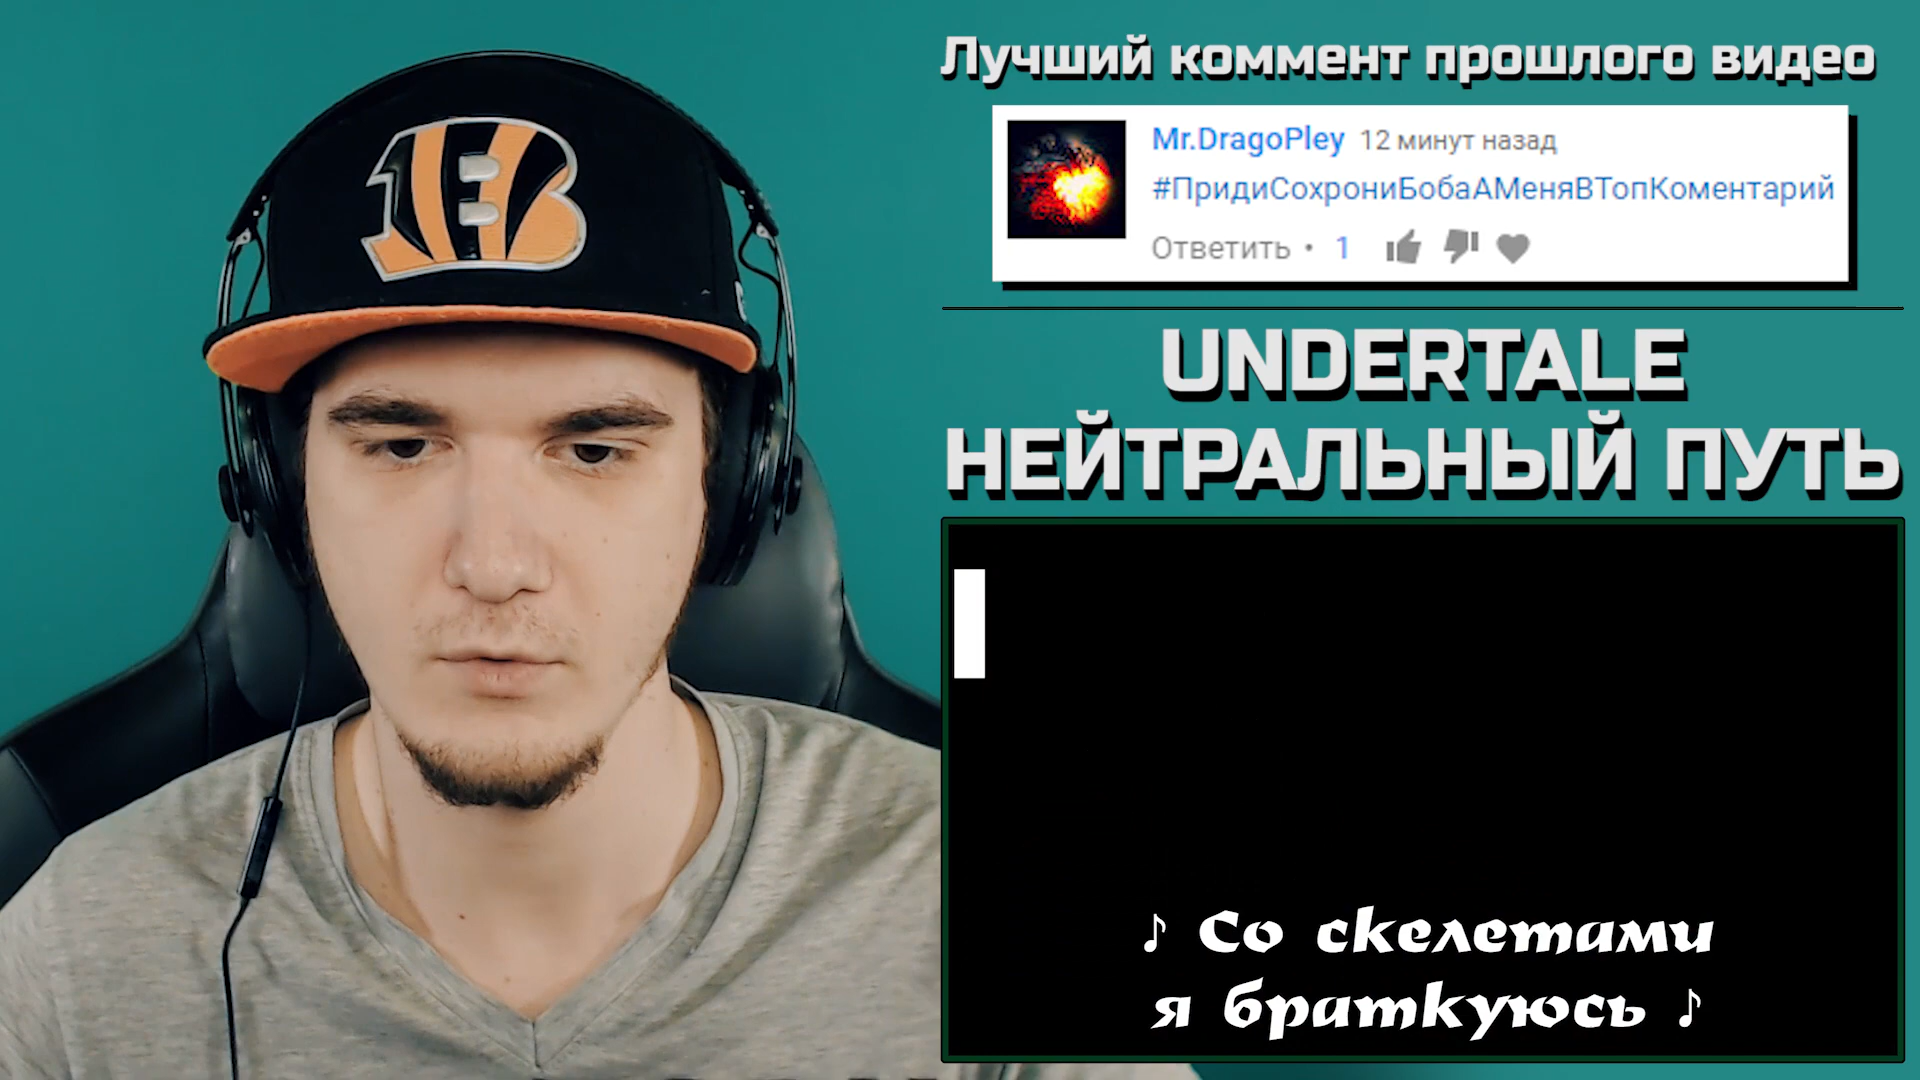 Лучший коммент прошлого видео
Mr.DragoPley 12 минут назад
#ПридиСохрониБобаАМеняВТопКоментарий
Ответить • 1
UNDERTALE
НЕЙТРАЛЬНЫЙ ПУТЬ
♪ Со скелетами
я браткуюсь ♪